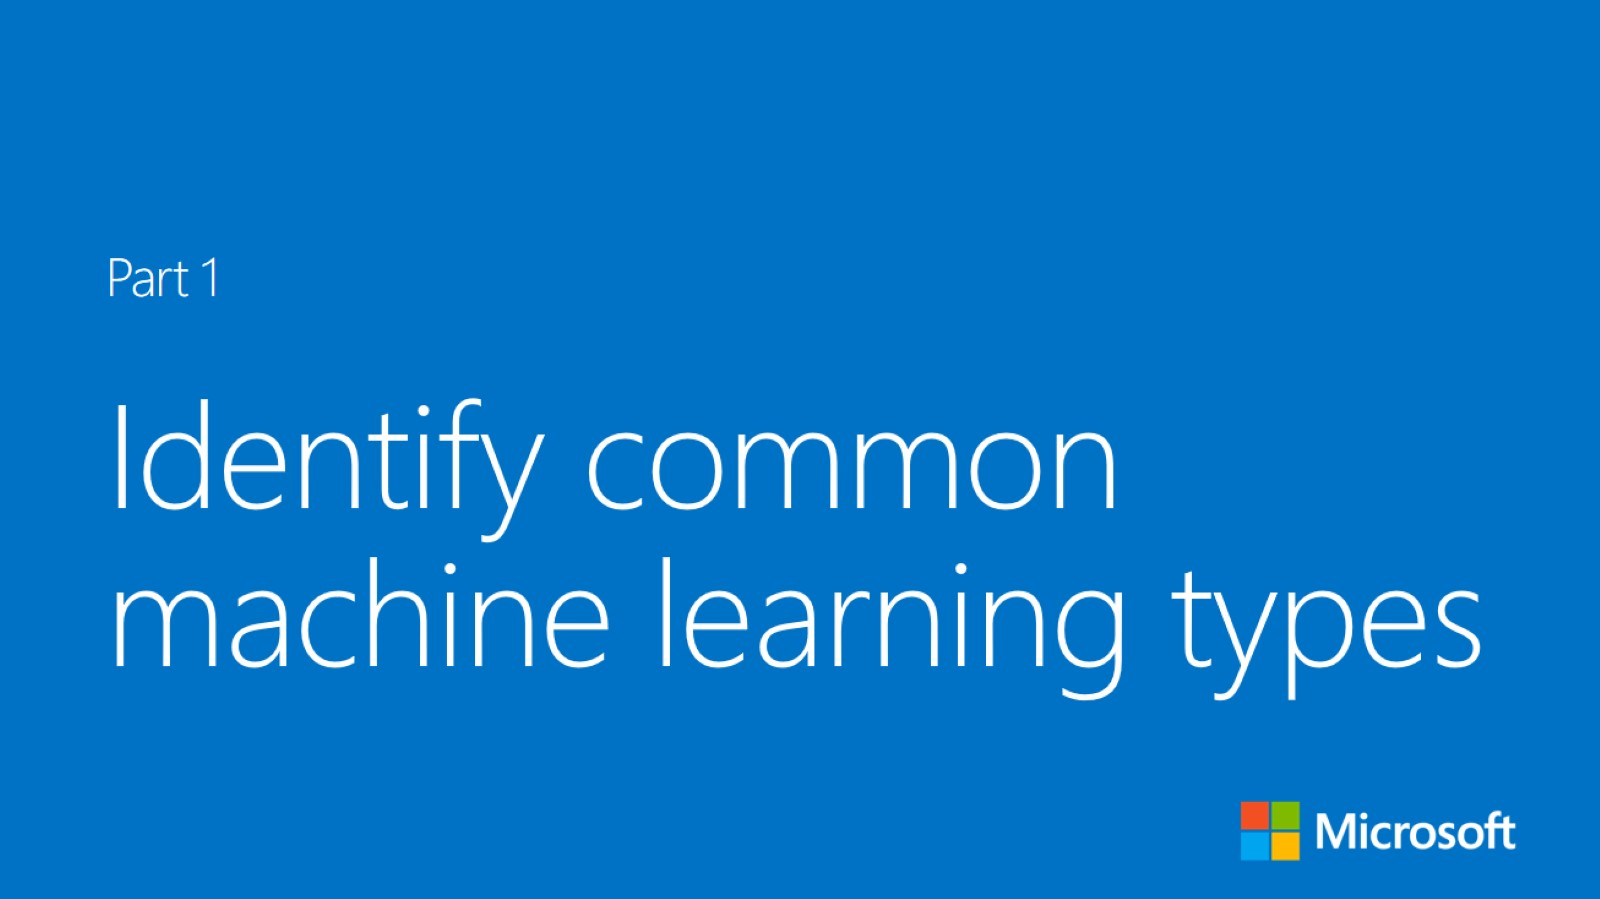 Part 1
Identify common
machine learning types
Microsoft